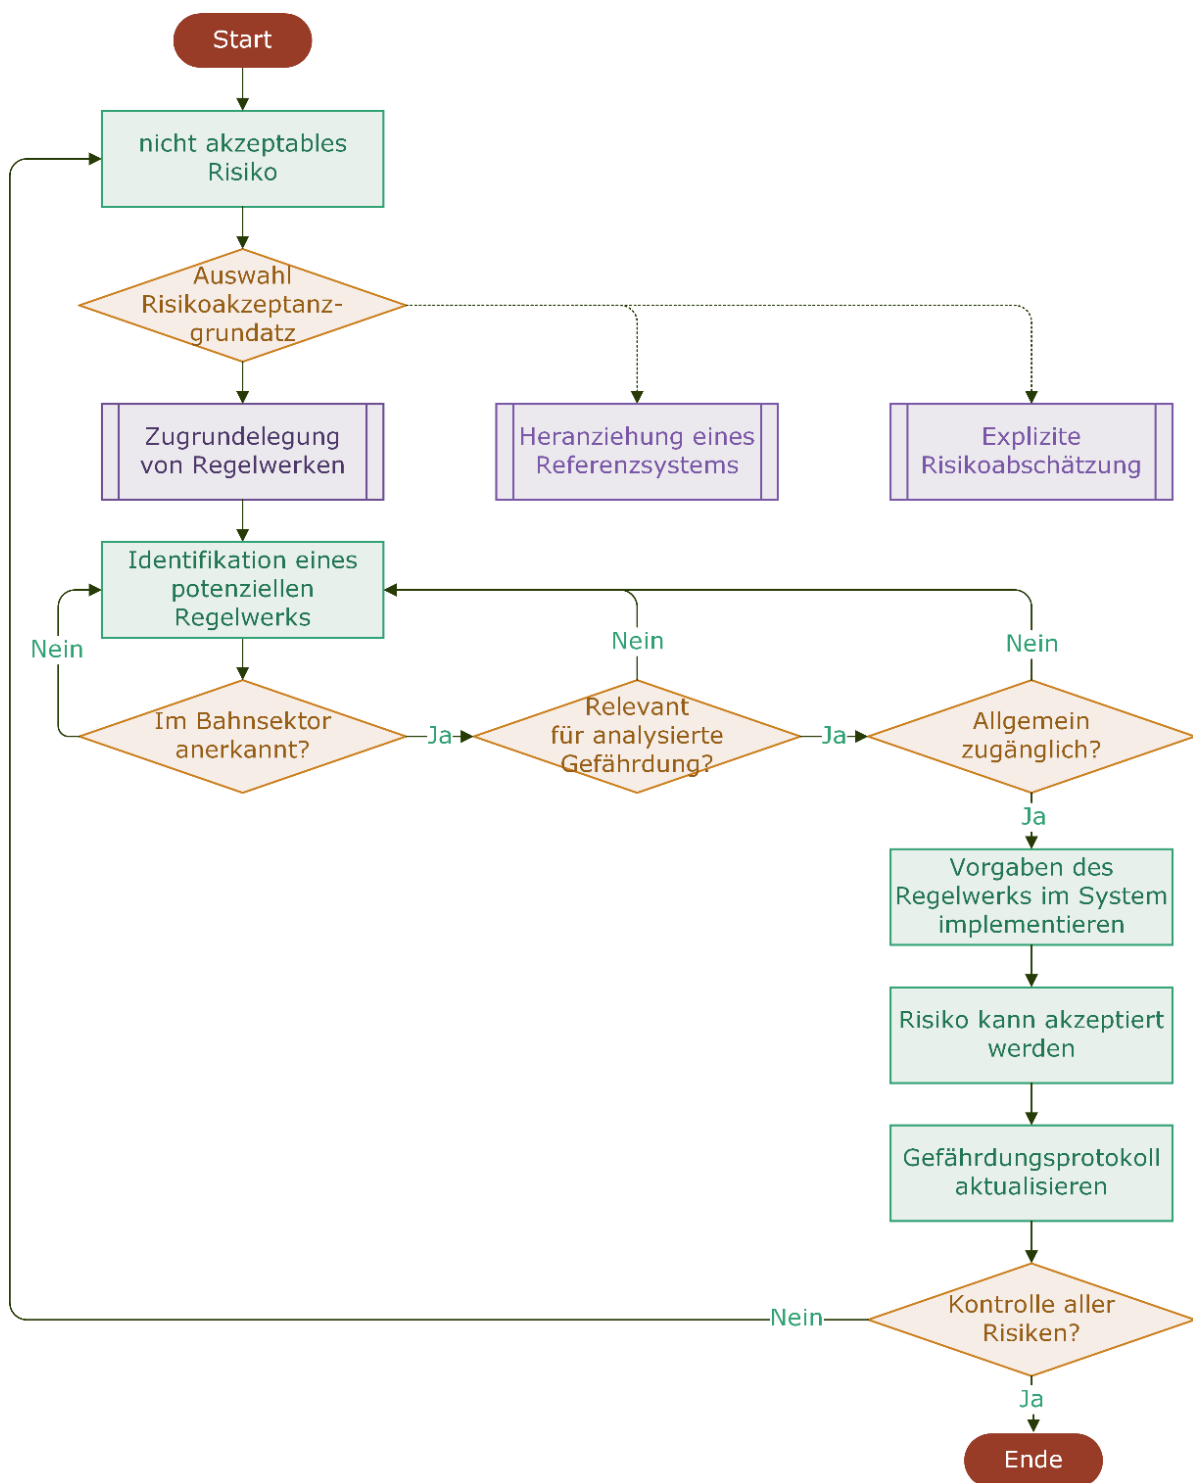 Start
nicht akzeptables
Risiko
Auswahl
Risikoakzeptanz-
grundatz
Zugrundelegung
von Regelwerken
Heranziehung eines
Referenzsystems
Explizite
Risikoabschätzung
Identifikation eines
potenziellen
Regelwerks
Nein
Nein
Nein
Im Bahnsektor
anerkannt?
Ja
Relevant
für analysierte
Gefährdung?
Ja
Allgemein
zugänglich?
Ja
Vorgaben des
Regelwerks im System
implementieren
Risiko kann akzeptiert
werden
Gefährdungsprotokoll
aktualisieren
Kontrolle aller
Risiken?
Nein
Ja
Ende